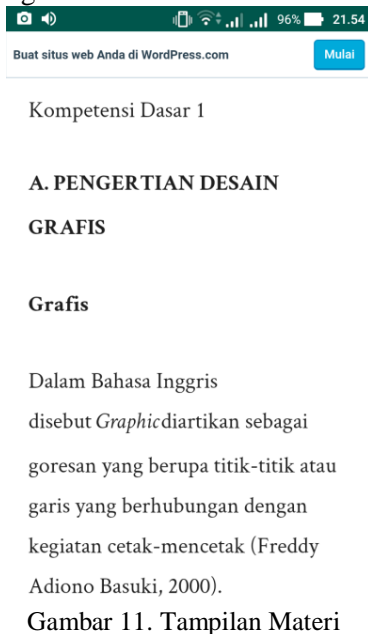 96% 21.54
Buat situs web Anda di WordPress.com Mulai
Kompetensi Dasar 1
A. PENGERTIAN DESAIN
GRAFIS
Grafis
Dalam Bahasa Inggris
disebut Graphicdiartikan sebagai
goresan yang berupa titik-titik atau
garis yang berhubungan dengan
kegiatan cetak-mencetak (Freddy
Adiono Basuki, 2000).
Gambar 11. Tampilan Materi